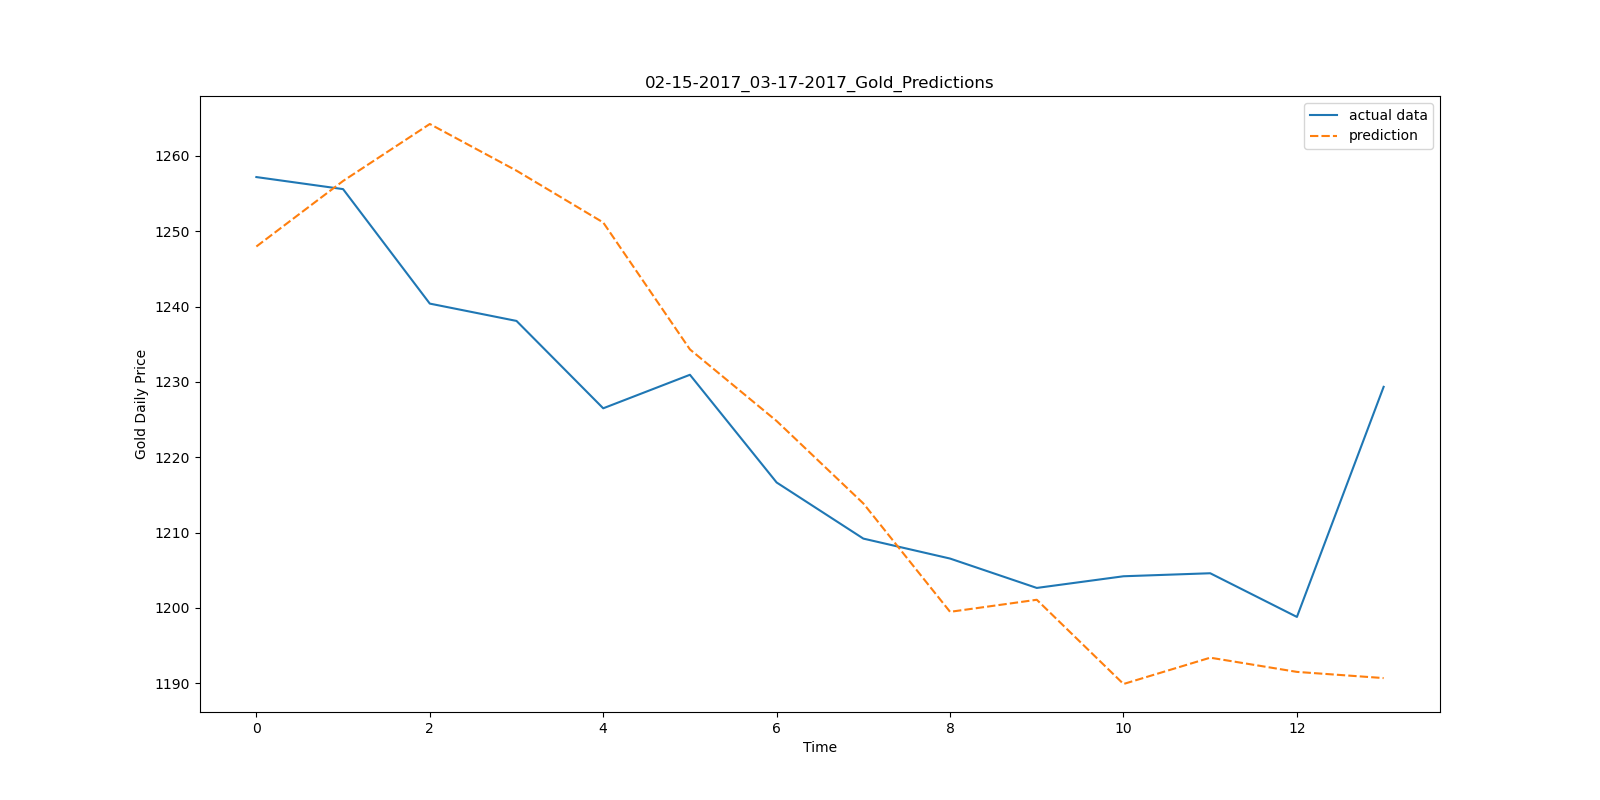 02-15-2017_03-17-2017_Gold_Predictions
actual data
prediction
Gold Daily Price
1260
1250
1240
1230
1220
1210
1200
1190
0 2 4 6 8 10 12
Time